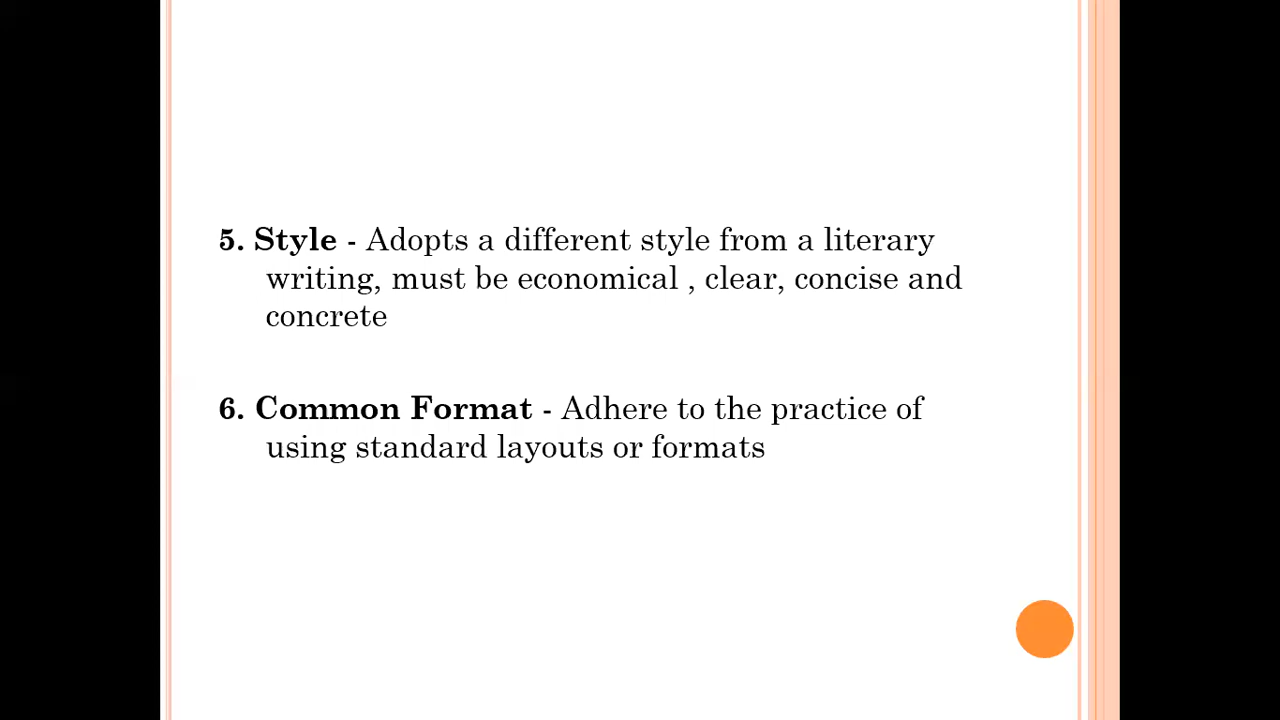 5. Style - Adopts a different style from a literary
writing, must be economical , clear, concise and
concrete
6. Common Format - Adhere to the practice of
using standard layouts or formats